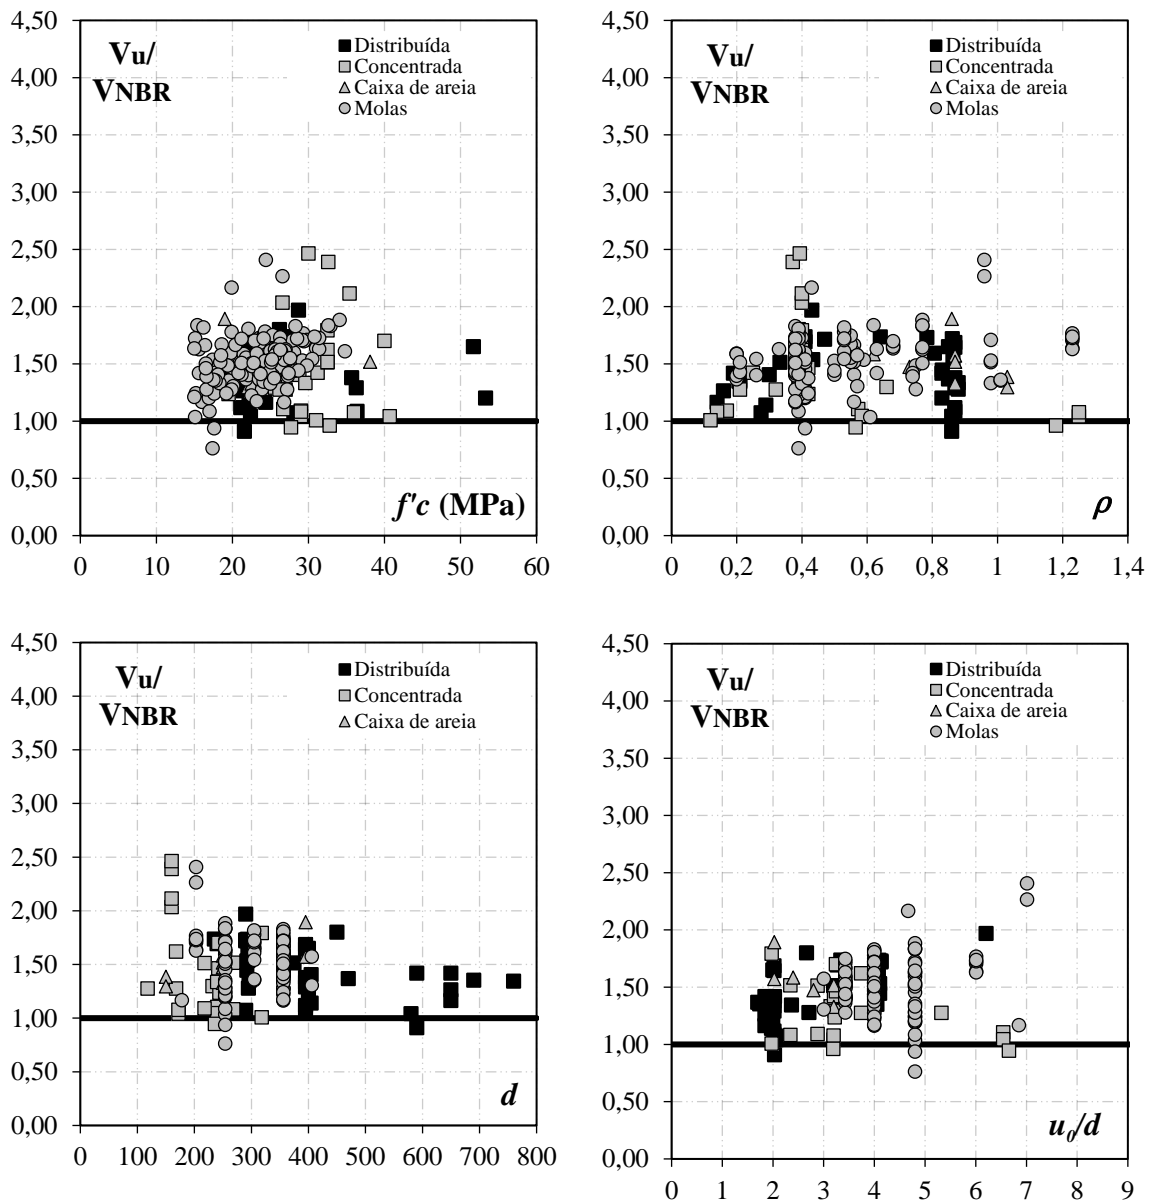 4,50
4,00
3,50
3,00
2,50
2,00
1,50
1,00
0,50
0,00
Vu/
VNBR
Distribuída
Concentrada
Caixa de areia
Molas
f'c (MPa)
0 10 20 30 40 50 60
4,50
4,00
3,50
3,00
2,50
2,00
1,50
1,00
0,50
0,00
Vu/
VNBR
Distribuída
Concentrada
Caixa de areia
Molas
ρ
0 0,2 0,4 0,6 0,8 1 1,2 1,4
4,50
4,00
3,50
3,00
2,50
2,00
1,50
1,00
0,50
0,00
Vu/
VNBR
Distribuída
Concentrada
Caixa de areia
d
0 100 200 300 400 500 600 700 800
4,50
4,00
3,50
3,00
2,50
2,00
1,50
1,00
0,50
0,00
Vu/
VNBR
Distribuída
Concentrada
Caixa de areia
Molas
u0/d
0 1 2 3 4 5 6 7 8 9